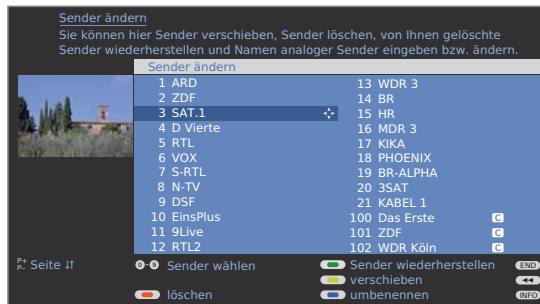 Sender ändern
Sie können hier Sender verschieben, Sender löschen, von Ihnen gelöschte
Sender wiederherstellen und Namen analoger Sender eingeben bzw. ändern.
Sender ändern
1 ARD
2 ZDF
3 SAT.1
4 D Vierte
5 RTL
6 VOX
7 S-RTL
8 N-TV
9 DSF
10 EinsPlus
11 9Live
12 RTL2
13 WDR 3
14 BR
15 HR
16 MDR 3
17 KIKA
18 PHOENIX
19 BR-ALPHA
20 3SAT
21 KABEL 1
100 Das Erste C
101 ZDF C
102 WDR Köln C
P+ P- Seite
0-9 Sender wählen
löschen
Sender wiederherstellen END
verschieben
umbenennen INFO